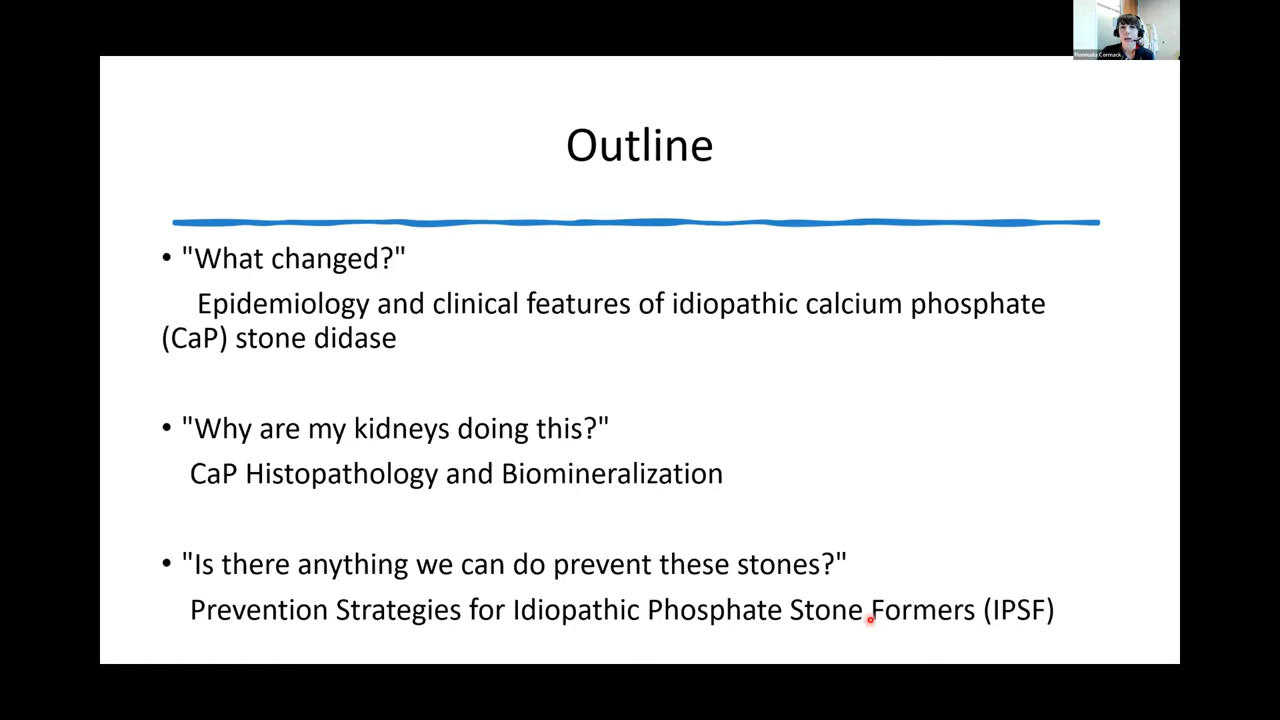 Fionnuala Cormack
Outline
• "What changed?"
Epidemiology and clinical features of idiopathic calcium phosphate
(CaP) stone didase
• "Why are my kidneys doing this?"
CaP Histopathology and Biomineralization
• "Is there anything we can do prevent these stones?"
Prevention Strategies for Idiopathic Phosphate Stone Formers (IPSF)